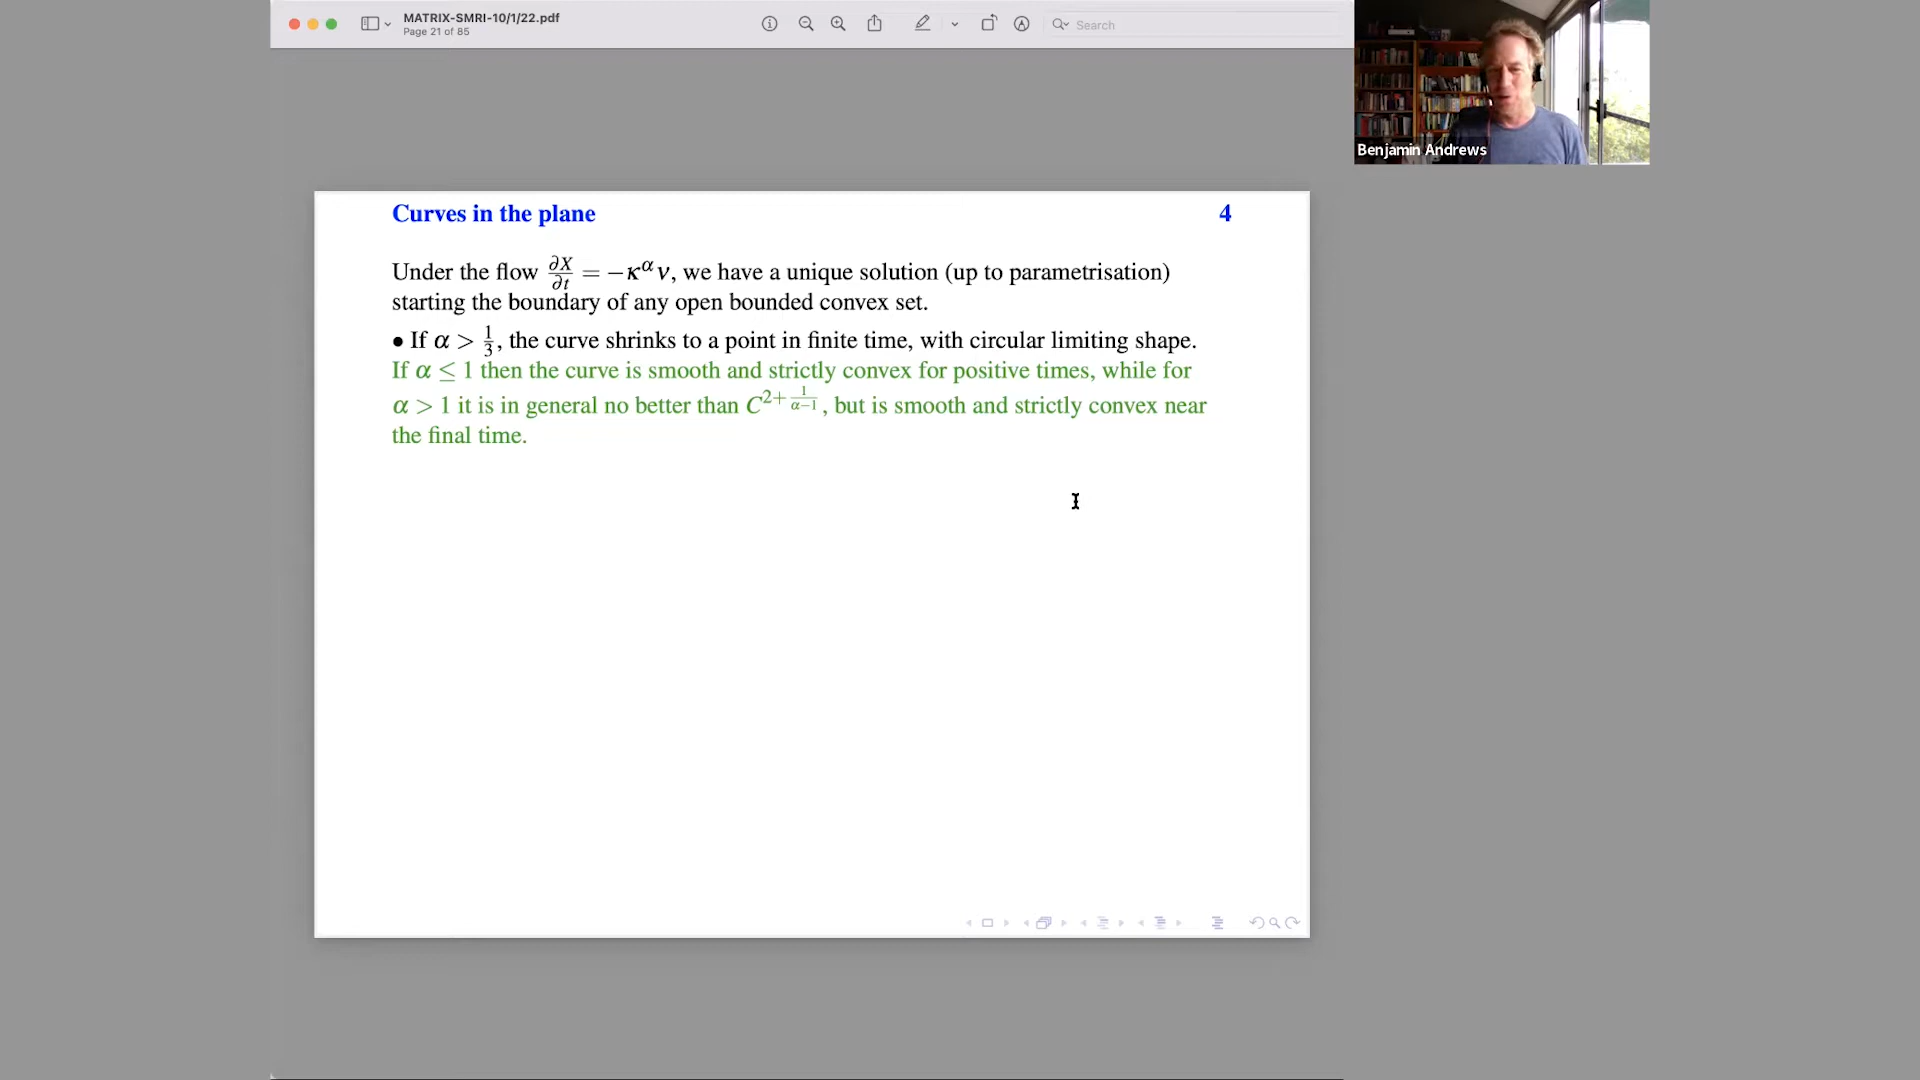 MATRIX-SMRI-10/1/22.pdf
Page 21 of 85
Search
Benjamin Andrews
Curves in the plane 4
Under the flow ∂X/∂t = −κ^α ν, we have a unique solution (up to parametrisation)
starting the boundary of any open bounded convex set.
• If α > 1/3, the curve shrinks to a point in finite time, with circular limiting shape.
If α ≤ 1 then the curve is smooth and strictly convex for positive times, while for
α > 1 it is in general no better than C^{2+1/(α−1)}, but is smooth and strictly convex near
the final time.